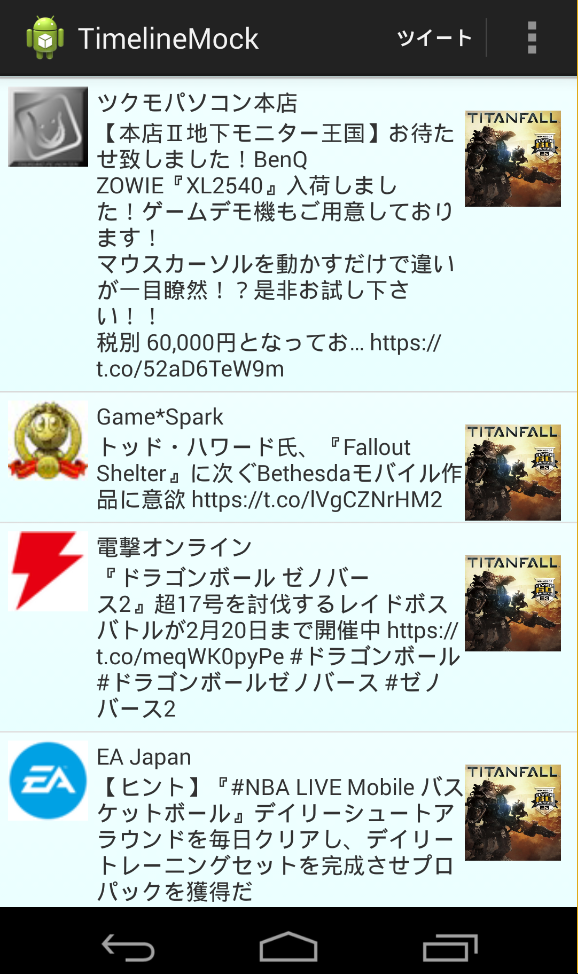 TimelineMock
ツイート
ツクモパソコン本店
【本店Ⅱ地下モニター王国】お待た
せ致しました！BenQ
ZOWIE『XL2540』入荷しまし
た！ゲームデモ機もご用意しており
ます！
マウスカーソルを動かすだけで違い
が一目瞭然！？是非お試し下さ
い！！
税別 60,000円となってお… https://
t.co/52aD6TeW9m
TITANFALL
Game*Spark
トッド・ハワード氏、『Fallout
Shelter』に次ぐBethesdaモバイル作
品に意欲 https://t.co/lVgCZNrHM2
TITANFALL
電撃オンライン
『ドラゴンボール ゼノバー
ス2』超17号を討伐するレイドボス
バトルが2月20日まで開催中 https://
t.co/meqWK0pyPe #ドラゴンボール
#ドラゴンボールゼノバース #ゼノ
バース2
TITANFALL
EA
EA Japan
【ヒント】『#NBA LIVE Mobile バス
ケットボール』デイリーシュートア
ラウンドを毎日クリアし、デイリー
トレーニングセットを完成させプロ
パックを獲得だ
TITANFALL